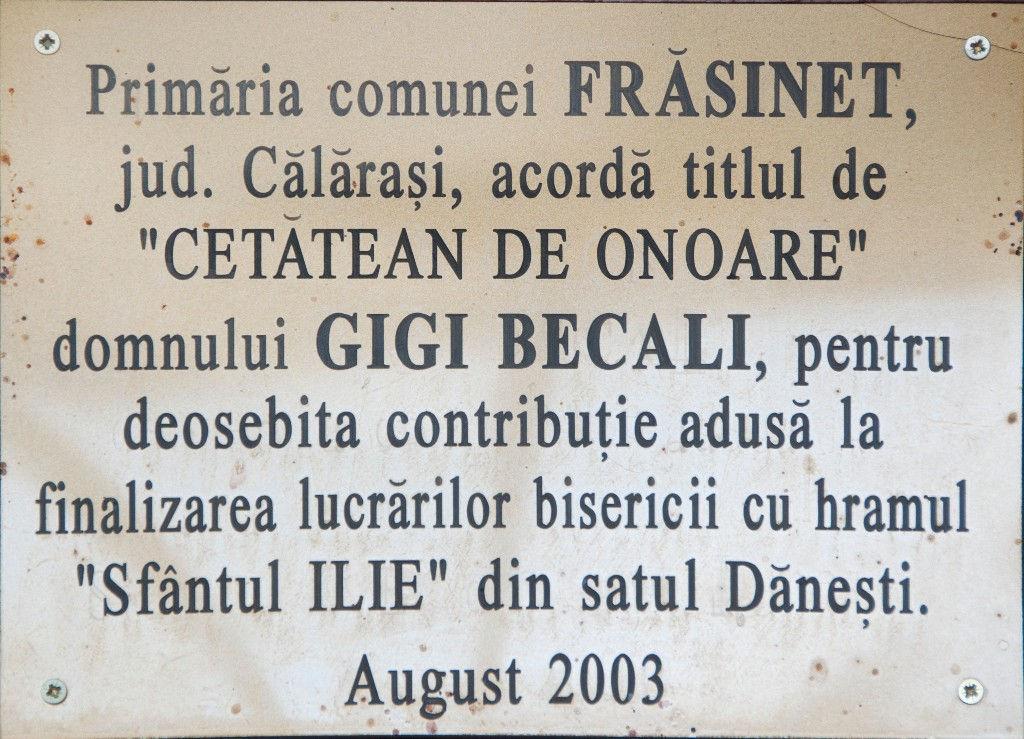 Primăria comunei FRĂSINET,
jud. Călărași, acordă titlul de
"CETĂTEAN DE ONOARE"
domnului GIGI BECALI, pentru
deosebita contribuție adusă la
finalizarea lucrărilor bisericii cu hramul
"Sfântul ILIE" din satul Dănești.
August 2003